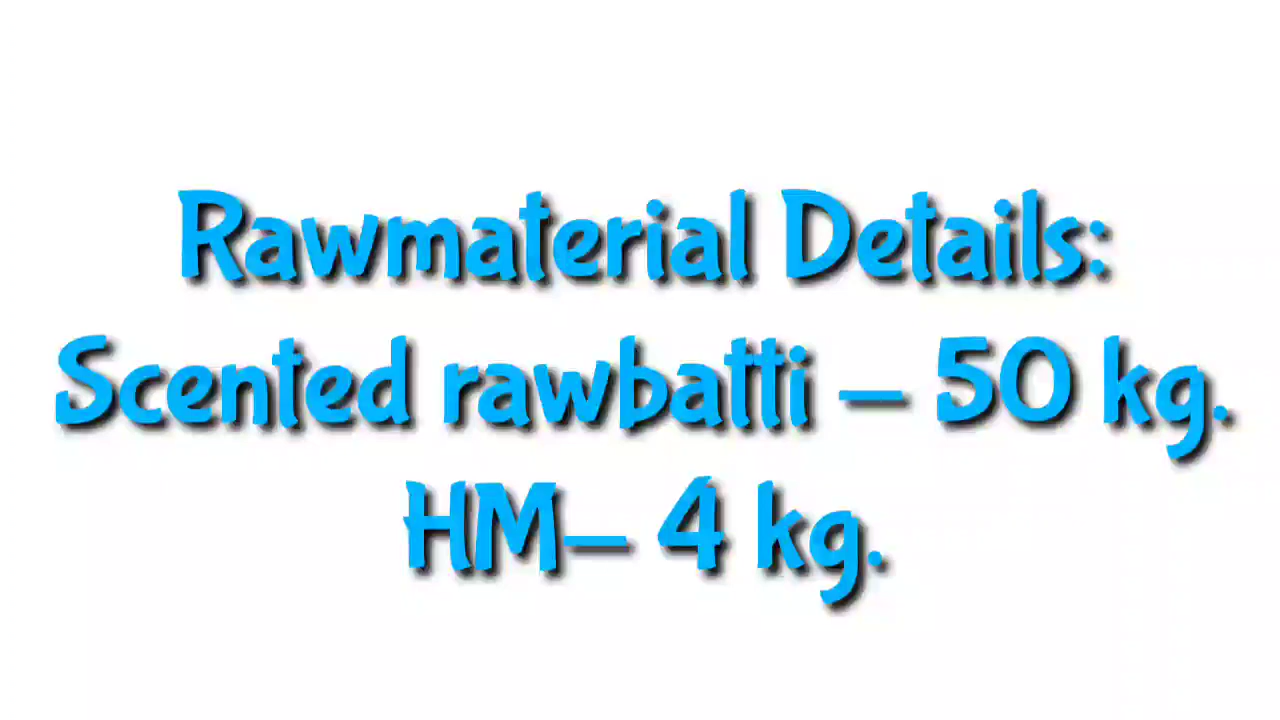 Rawmaterial Details:
Scented rawbatti – 50 kg.
HM– 4 kg.